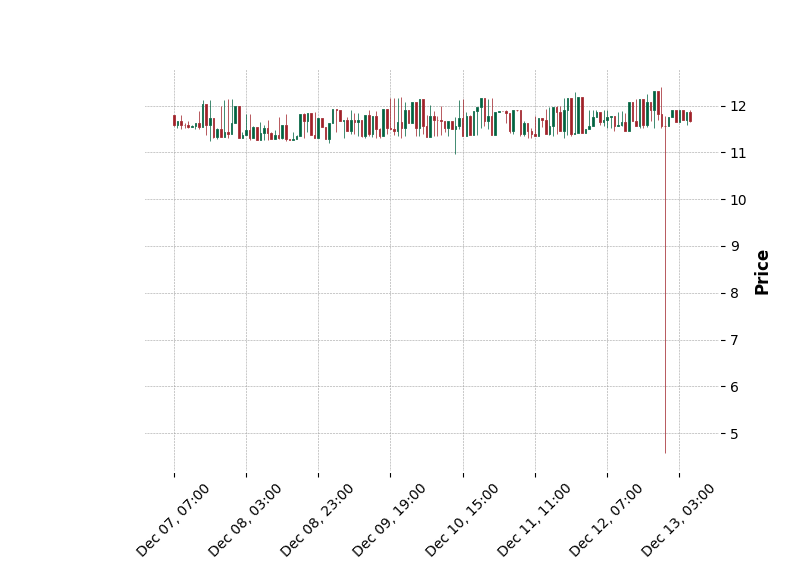 12
11
10
9
8
7
6
5
Price
Dec 07, 07:00
Dec 08, 03:00
Dec 08, 23:00
Dec 09, 19:00
Dec 10, 15:00
Dec 11, 11:00
Dec 12, 07:00
Dec 13, 03:00